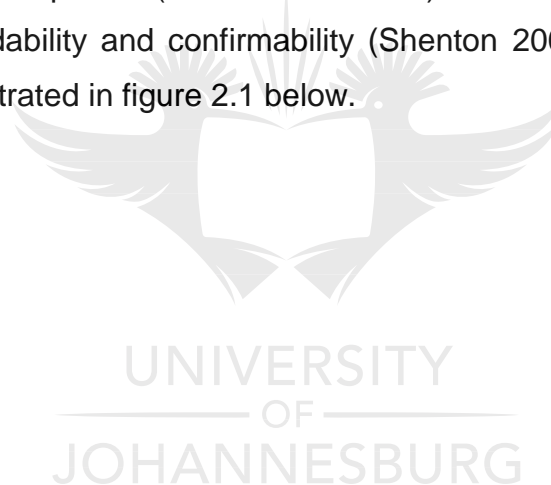 dability and confirmability (Shenton 200
trated in figure 2.1 below.
UNIVERSITY
OF
JOHANNESBURG